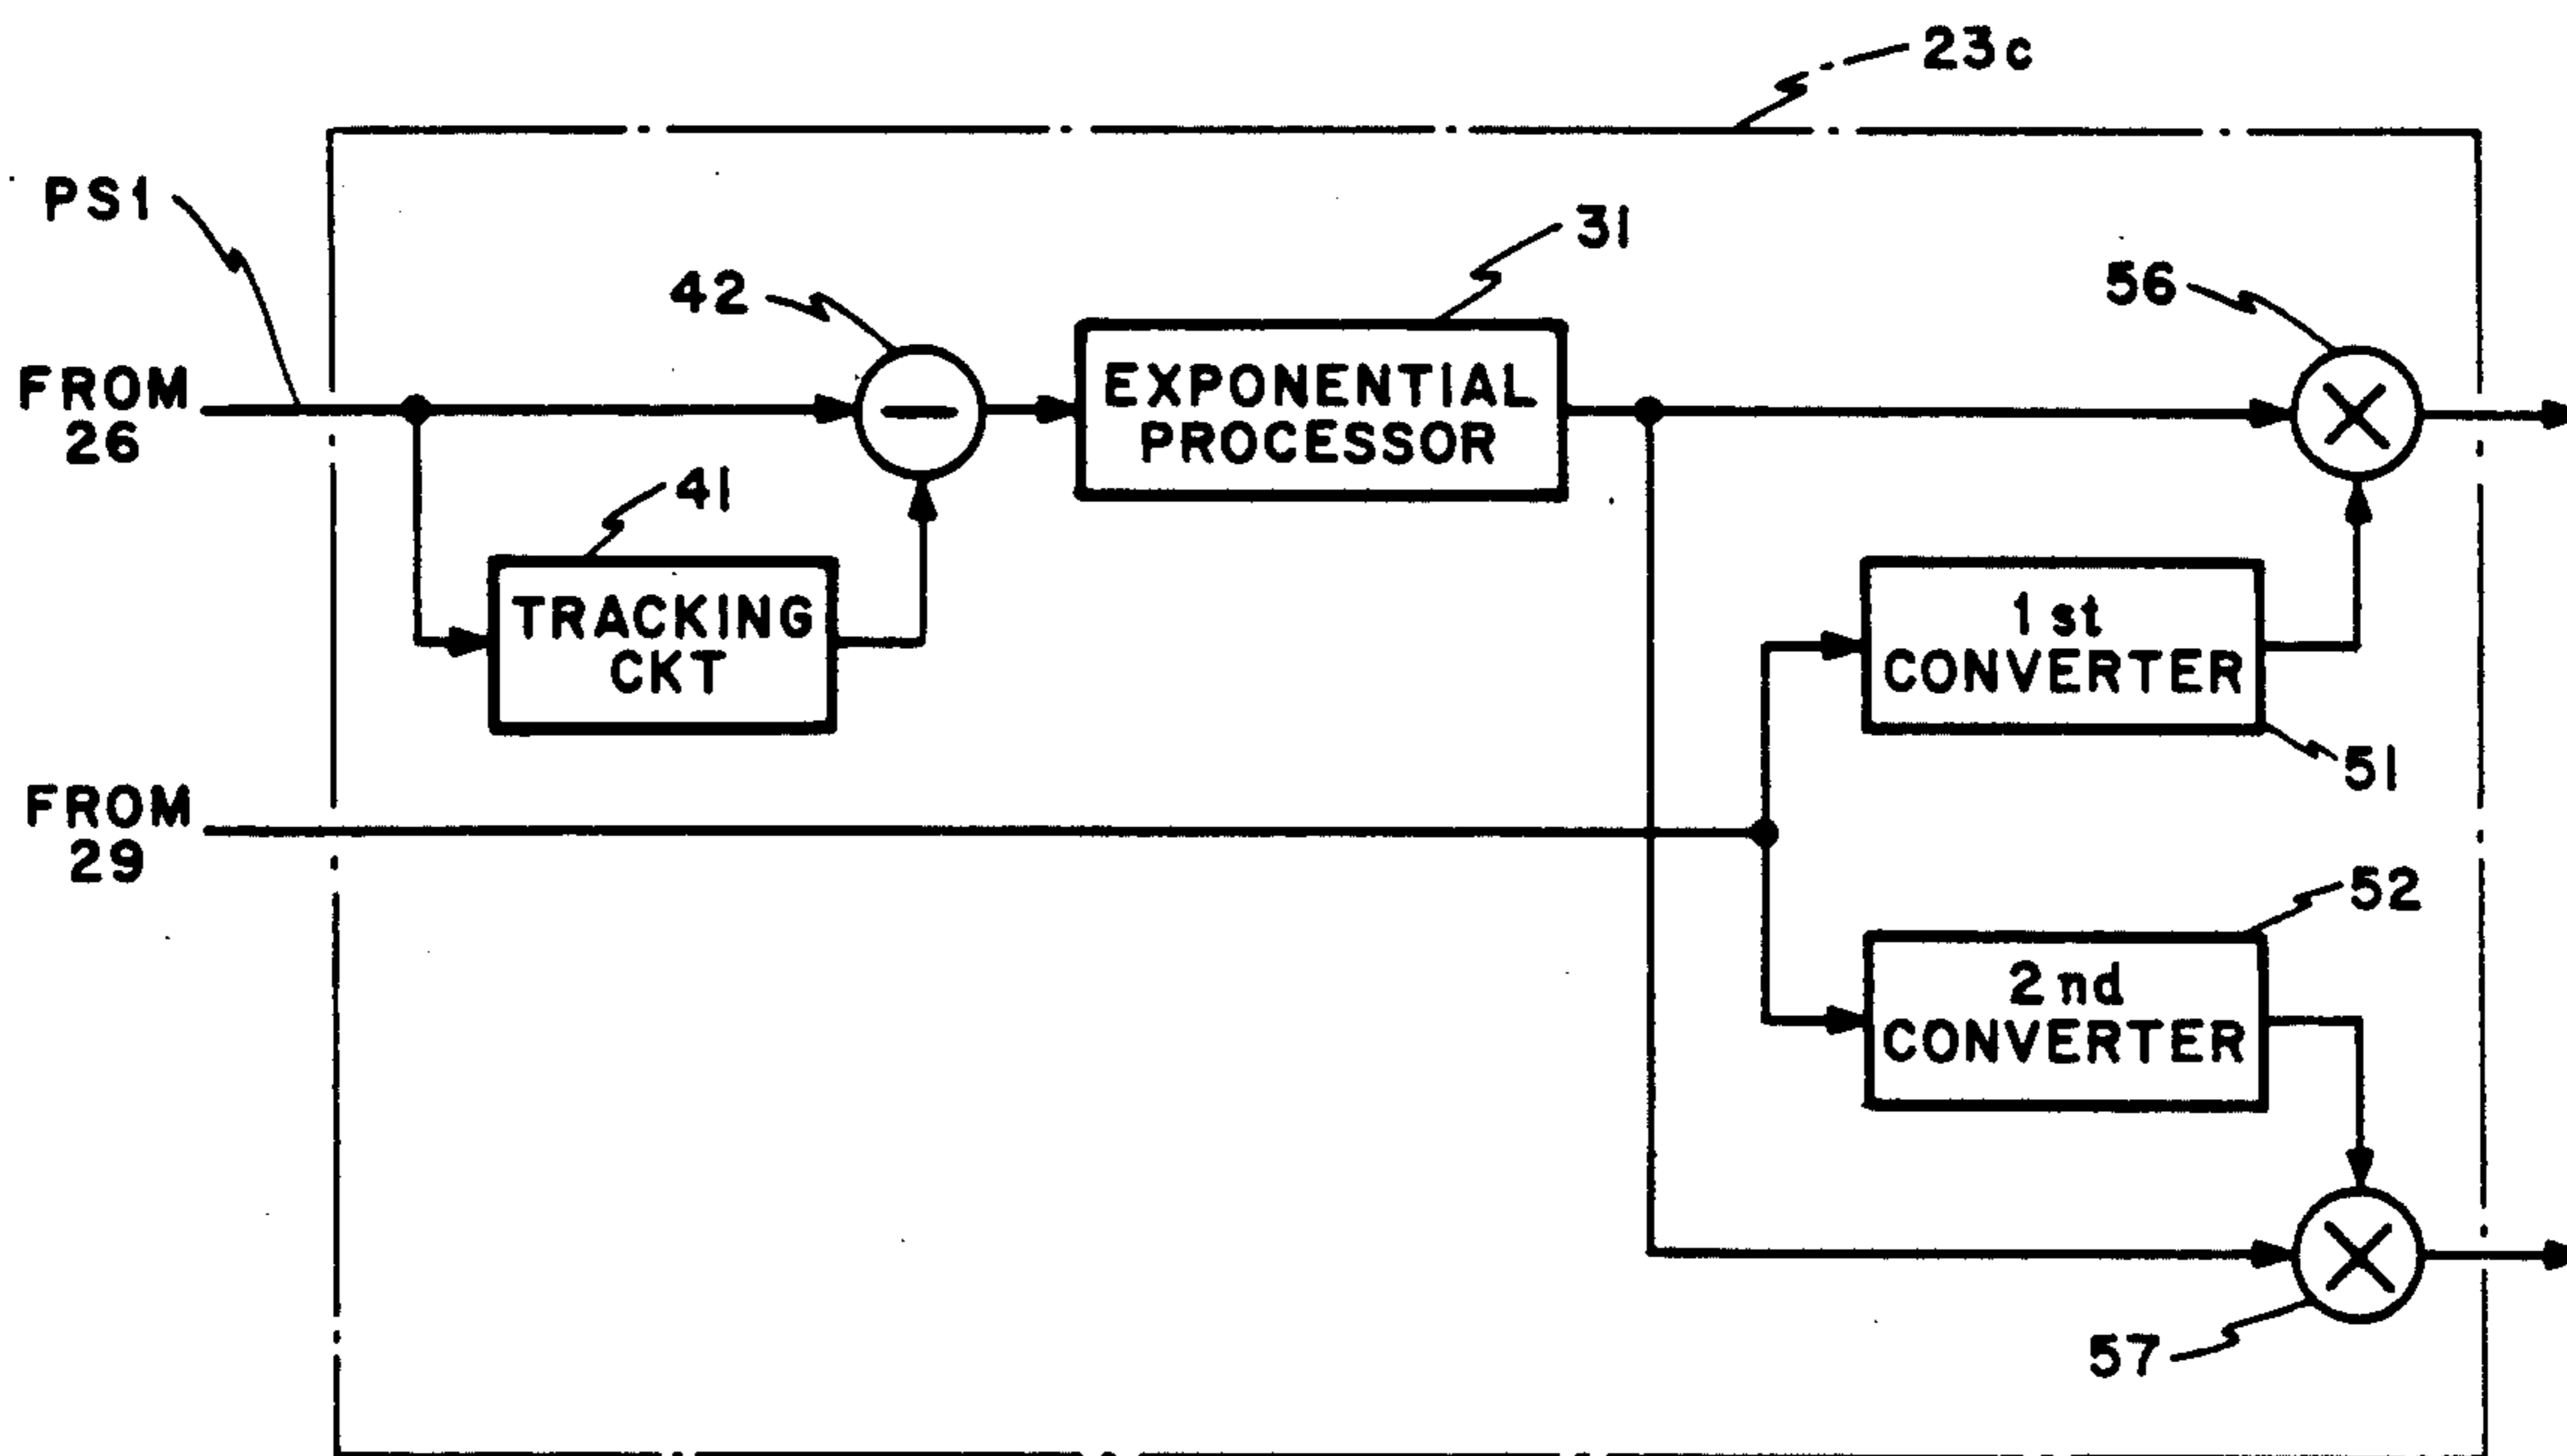 23c
PS1
31
42
56
FROM
26
EXPONENTIAL
PROCESSOR
41
TRACKING
CKT
1st
CONVERTER
51
FROM
29
52
2nd
CONVERTER
57